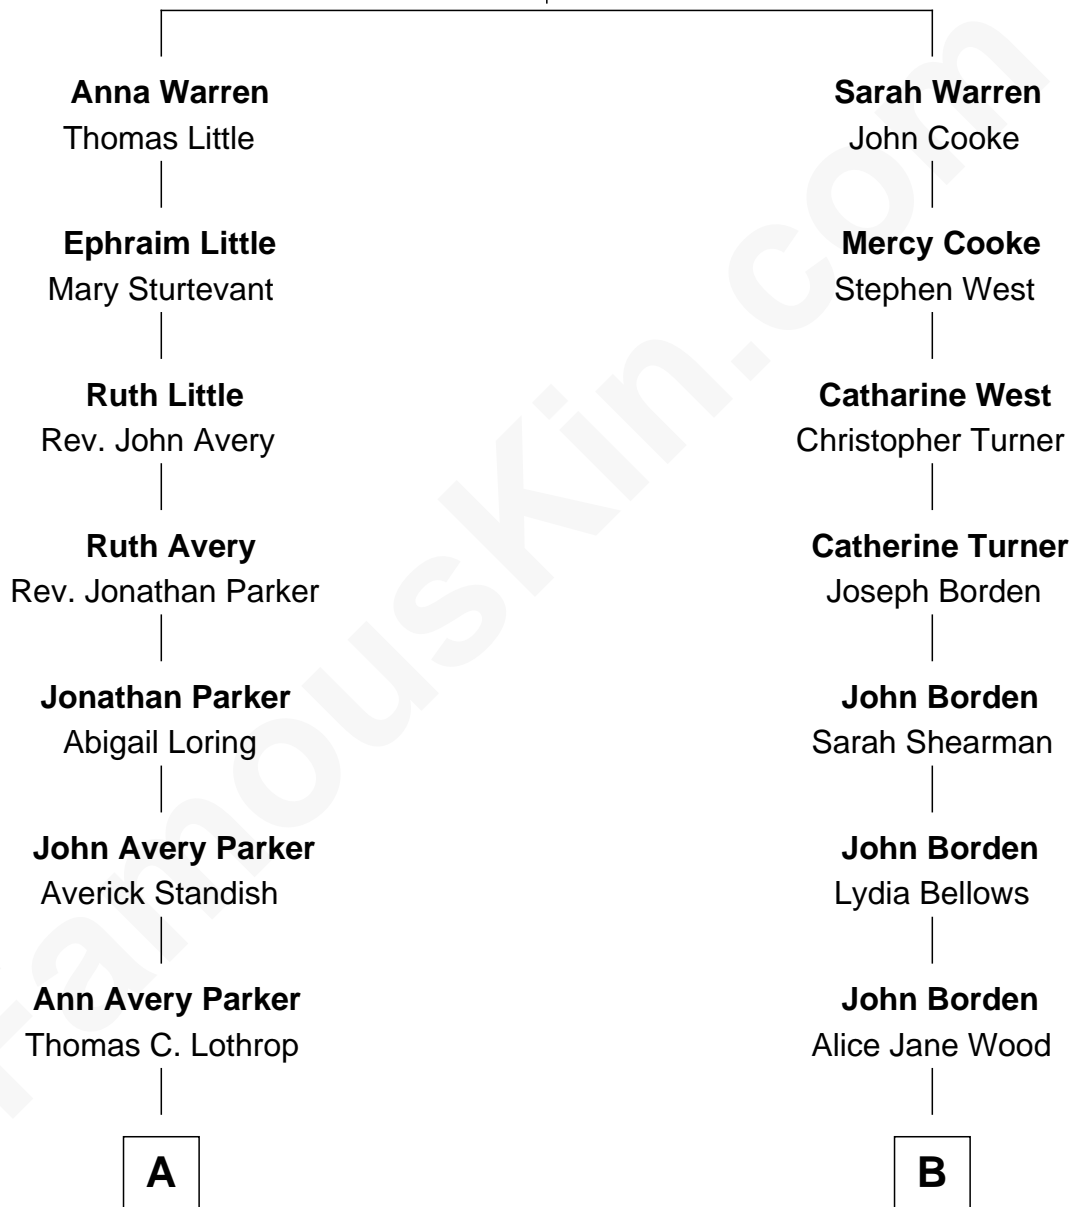 Anna Warren
Thomas Little
Ephraim Little
Mary Sturtevant
Ruth Little
Rev. John Avery
Ruth Avery
Rev. Jonathan Parker
Jonathan Parker
Abigail Loring
John Avery Parker
Averick Standish
Ann Avery Parker
Thomas C. Lothrop
A
Sarah Warren
John Cooke
Mercy Cooke
Stephen West
Catharine West
Christopher Turner
Catherine Turner
Joseph Borden
John Borden
Sarah Shearman
John Borden
Lydia Bellows
John Borden
Alice Jane Wood
B
FamousKin.com